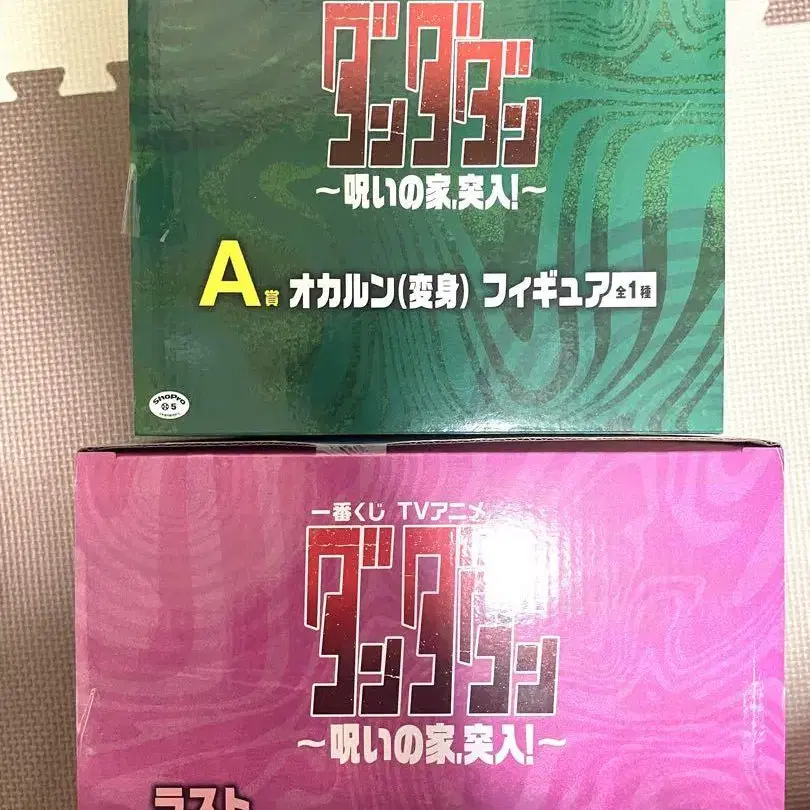 ダンダダン
～呪いの家、突入!～
A賞 オカルン(変身) フィギュア 全1種
ShoPro
5
一番くじ TVアニメ
ダンダダン
～呪いの家、突入!～
ラスト